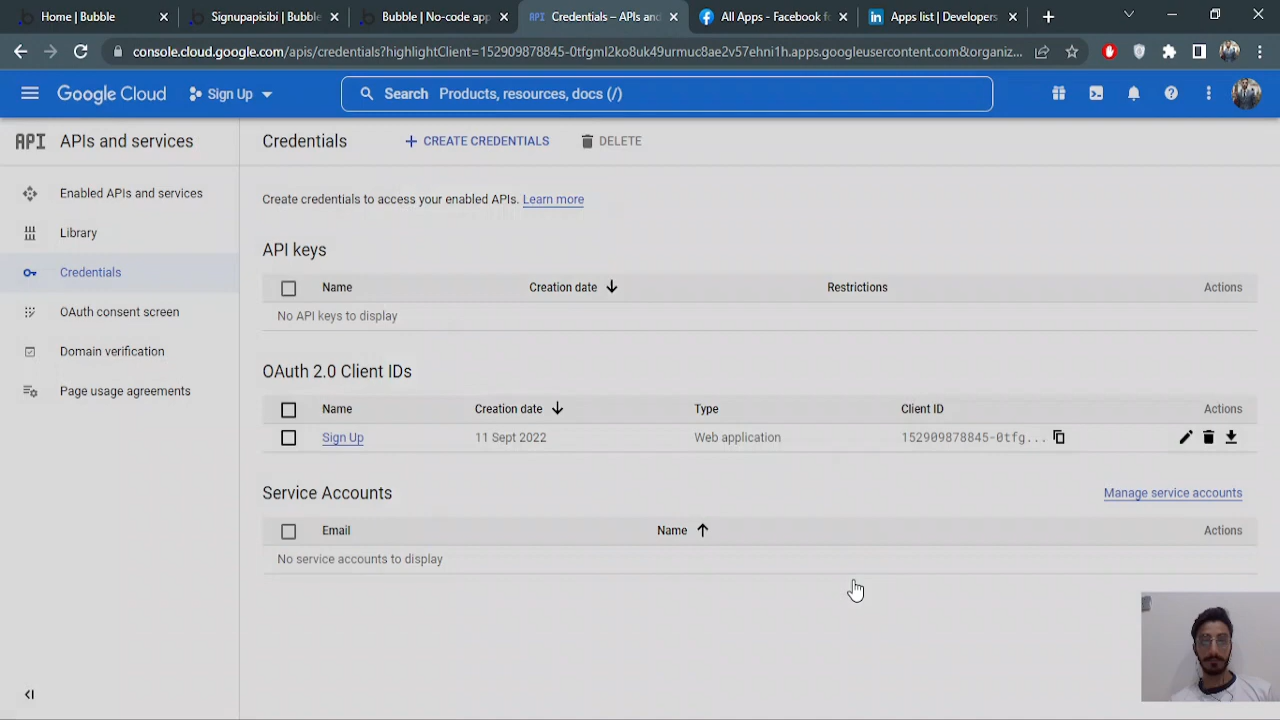 Home | Bubble
Signupapisibi | Bubble
Bubble | No-code app
API Credentials – APIs and
All Apps - Facebook fo
Apps list | Developers
console.cloud.google.com/apis/credentials?highlightClient=152909878845-0tfgml2ko8uk49urmuc8ae2v57ehni1h.apps.googleusercontent.com&organiz...
Google Cloud
Sign Up
Search Products, resources, docs (/)
API APIs and services
Credentials
+ CREATE CREDENTIALS
DELETE
Enabled APIs and services
Library
Credentials
OAuth consent screen
Domain verification
Page usage agreements
Create credentials to access your enabled APIs. Learn more
API keys
Name Creation date Restrictions Actions
No API keys to display
OAuth 2.0 Client IDs
Name Creation date Type Client ID Actions
Sign Up 11 Sept 2022 Web application 152909878845-0tfg...
Service Accounts
Manage service accounts
Email Name Actions
No service accounts to display